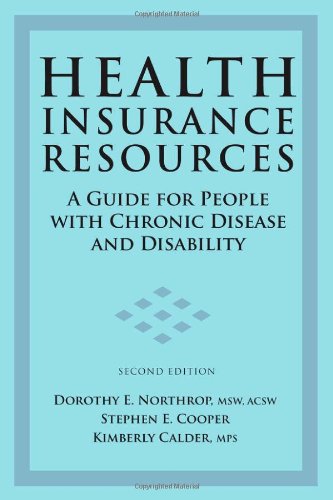 HEALTH
INSURANCE
RESOURCES
A GUIDE FOR PEOPLE
WITH CHRONIC DISEASE
AND DISABILITY
SECOND EDITION
DOROTHY E. NORTHROP, MSW, ACSW
STEPHEN E. COOPER
KIMBERLY CALDER, MPS